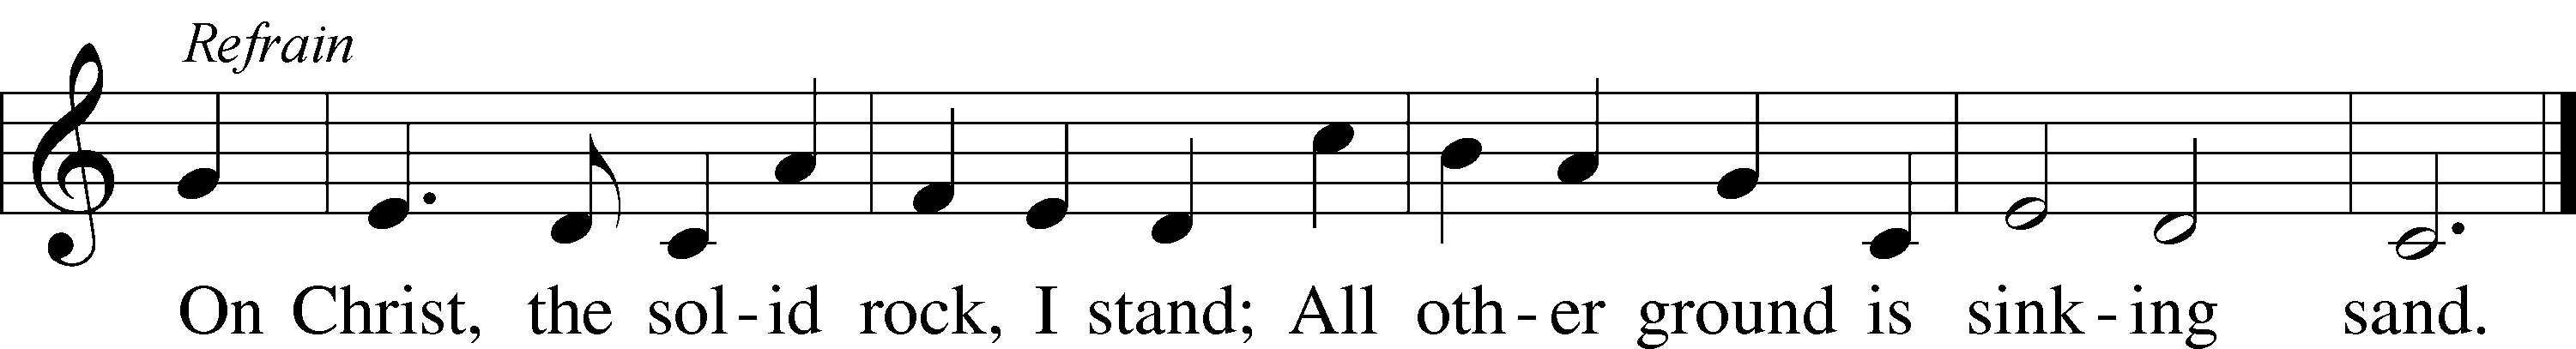 Refrain
On Christ, the sol-id rock, I stand; All oth-er ground is sink-ing sand.